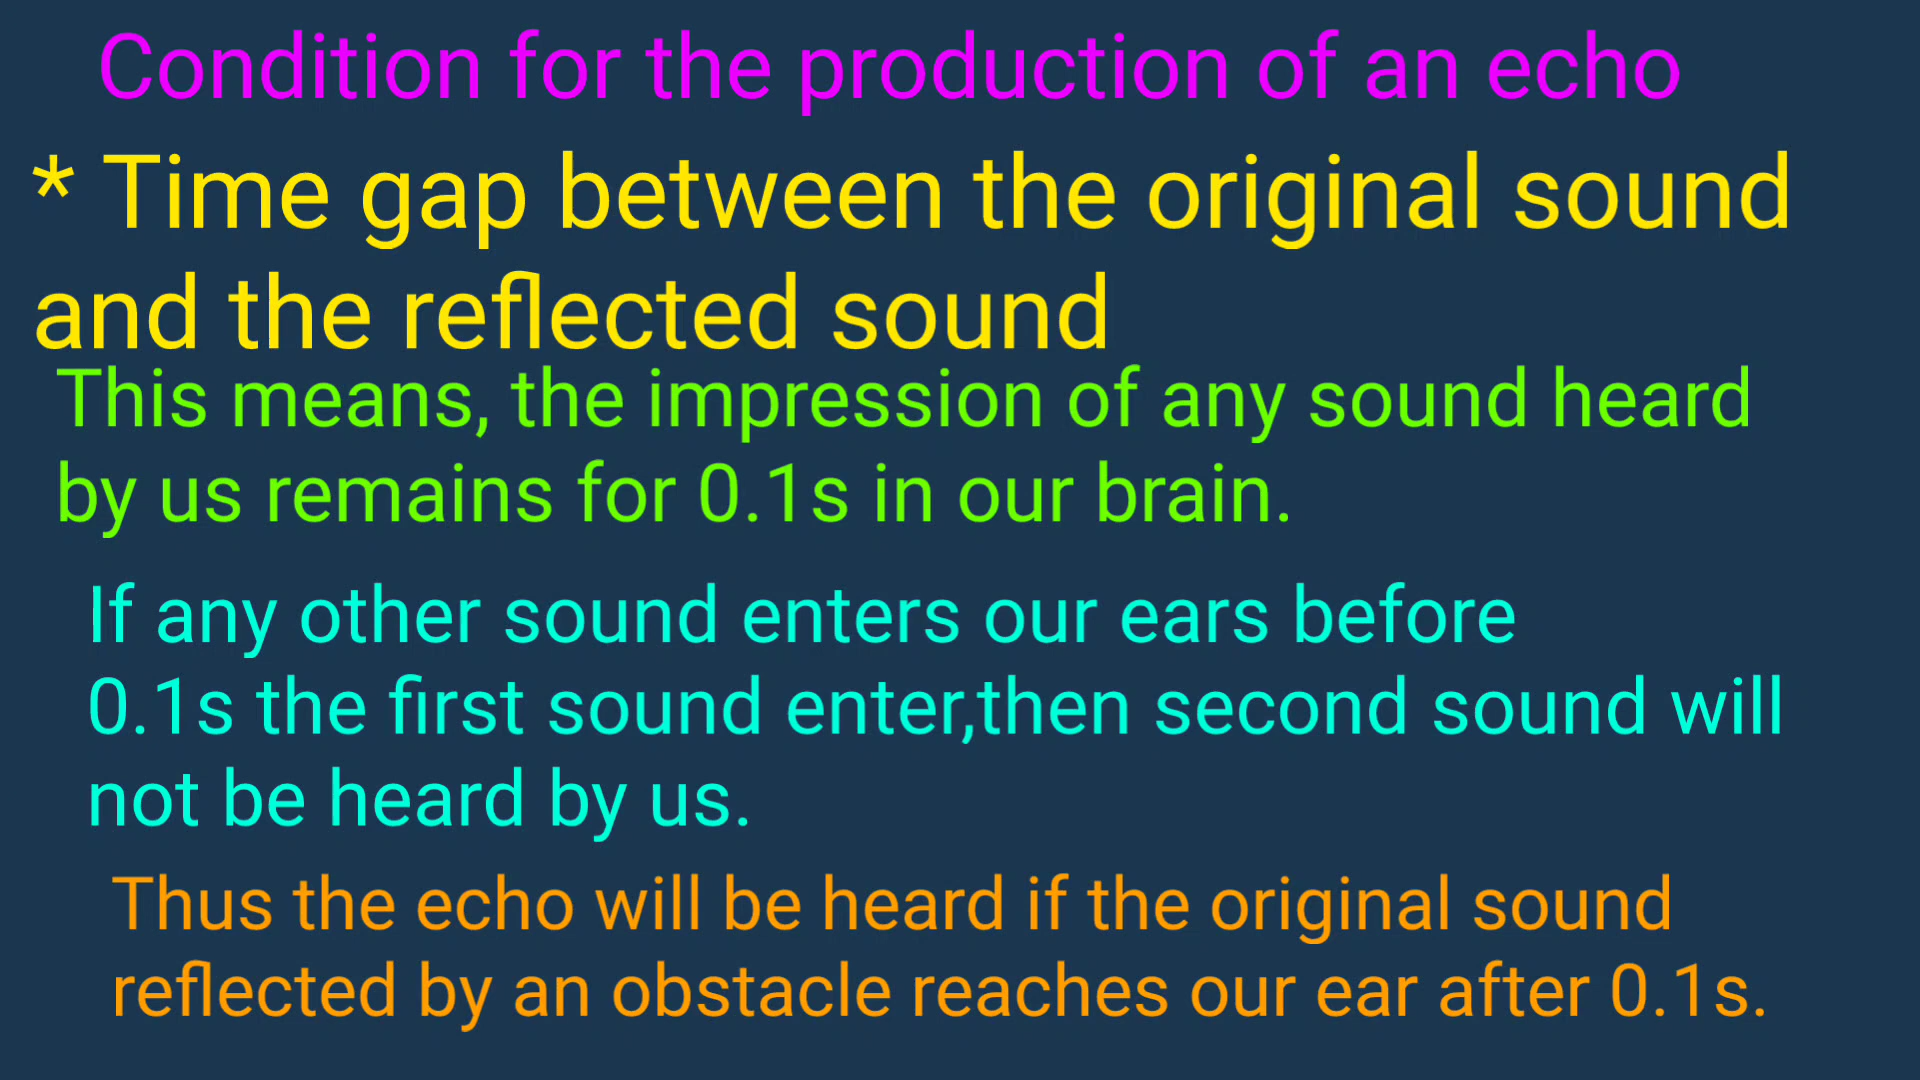 Condition for the production of an echo
* Time gap between the original sound
and the reflected sound
This means, the impression of any sound heard
by us remains for 0.1s in our brain.
If any other sound enters our ears before
0.1s the first sound enter,then second sound will
not be heard by us.
Thus the echo will be heard if the original sound
reflected by an obstacle reaches our ear after 0.1s.